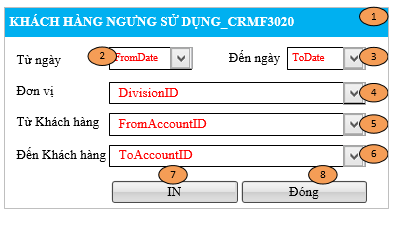 KHÁCH HÀNG NGƯNG SỬ DỤNG_CRMF3020 1
Từ ngày 2 FromDate Đến ngày ToDate 3
Đơn vị DivisionID 4
Từ Khách hàng FromAccountID 5
Đến Khách hàng ToAccountID 6
7 8
IN Đóng